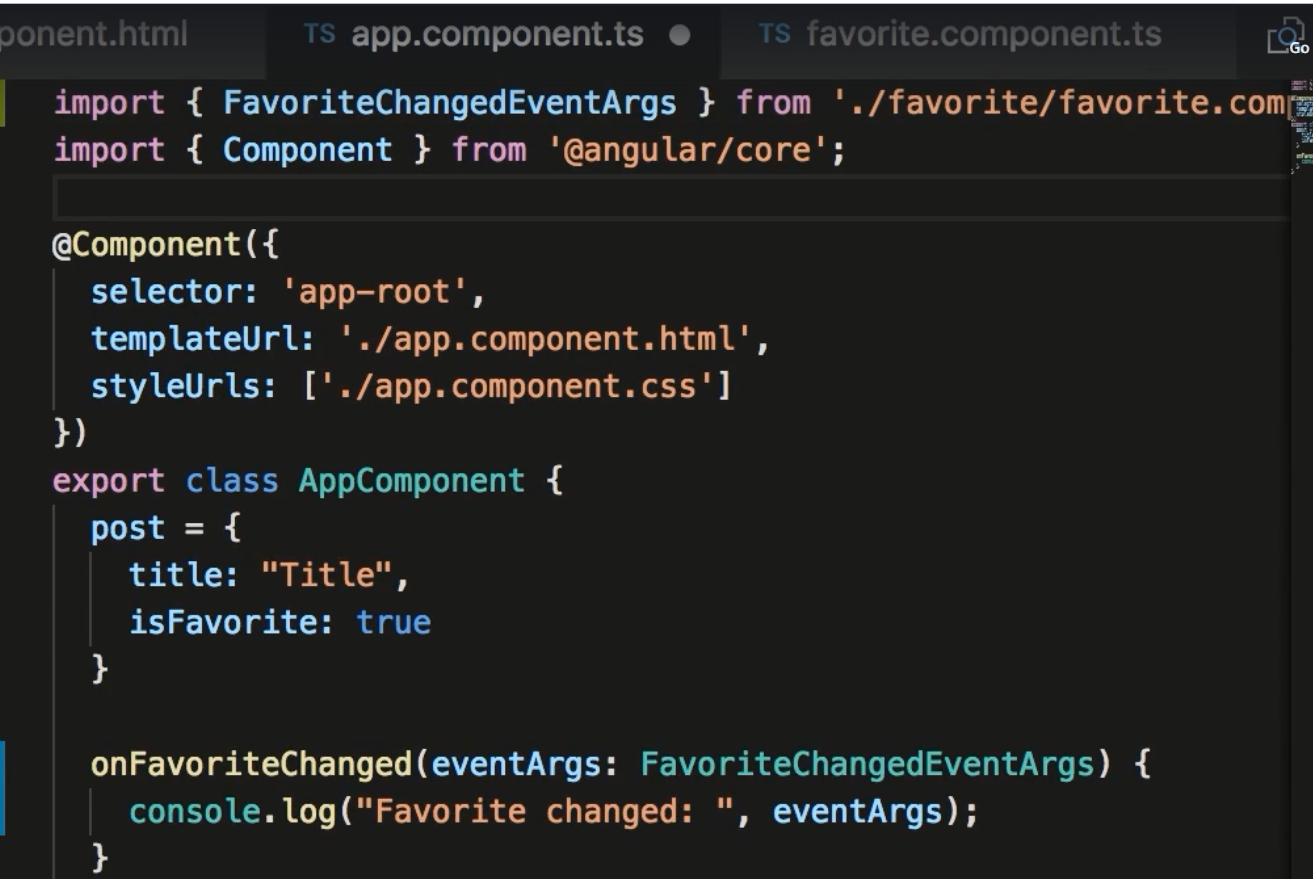 ponent.html TS app.component.ts TS favorite.component.ts Go
import { FavoriteChangedEventArgs } from './favorite/favorite.com
import { Component } from '@angular/core';
@Component({
  selector: 'app-root',
  templateUrl: './app.component.html',
  styleUrls: ['./app.component.css']
})
export class AppComponent {
  post = {
    title: "Title",
    isFavorite: true
  }
  onFavoriteChanged(eventArgs: FavoriteChangedEventArgs) {
    console.log("Favorite changed: ", eventArgs);
  }